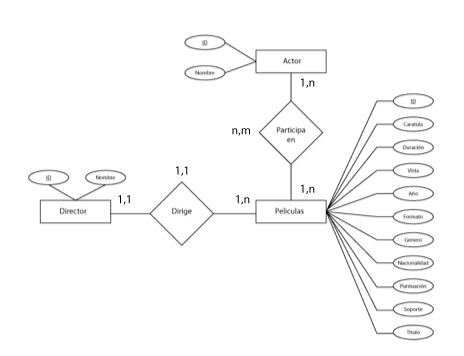 ID
Actor
Nombre
1,n
ID
Caratula
n,m
Participa
en
Duración
Vista
1,1
ID
Nombre
1,n
Año
1,1
1,n
Director
Dirige
Peliculas
Formato
Genero
Nacionalidad
Puntuación
Soporte
Titulo